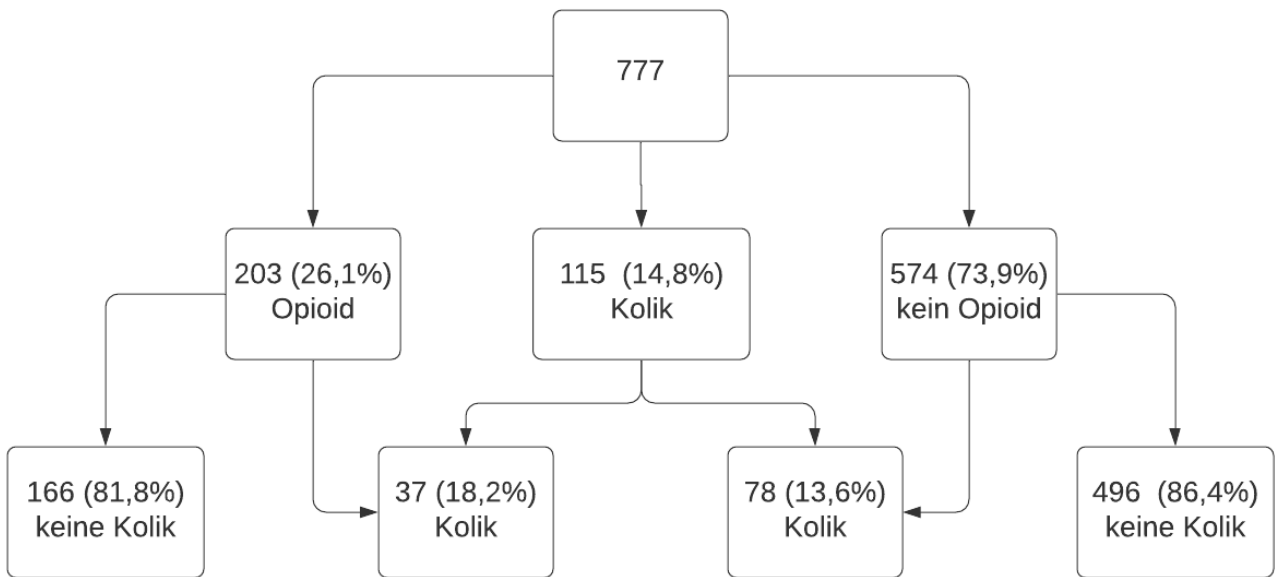 777
203 (26,1%)
Opioid
115 (14,8%)
Kolik
574 (73,9%)
kein Opioid
166 (81,8%)
keine Kolik
37 (18,2%)
Kolik
78 (13,6%)
Kolik
496 (86,4%)
keine Kolik